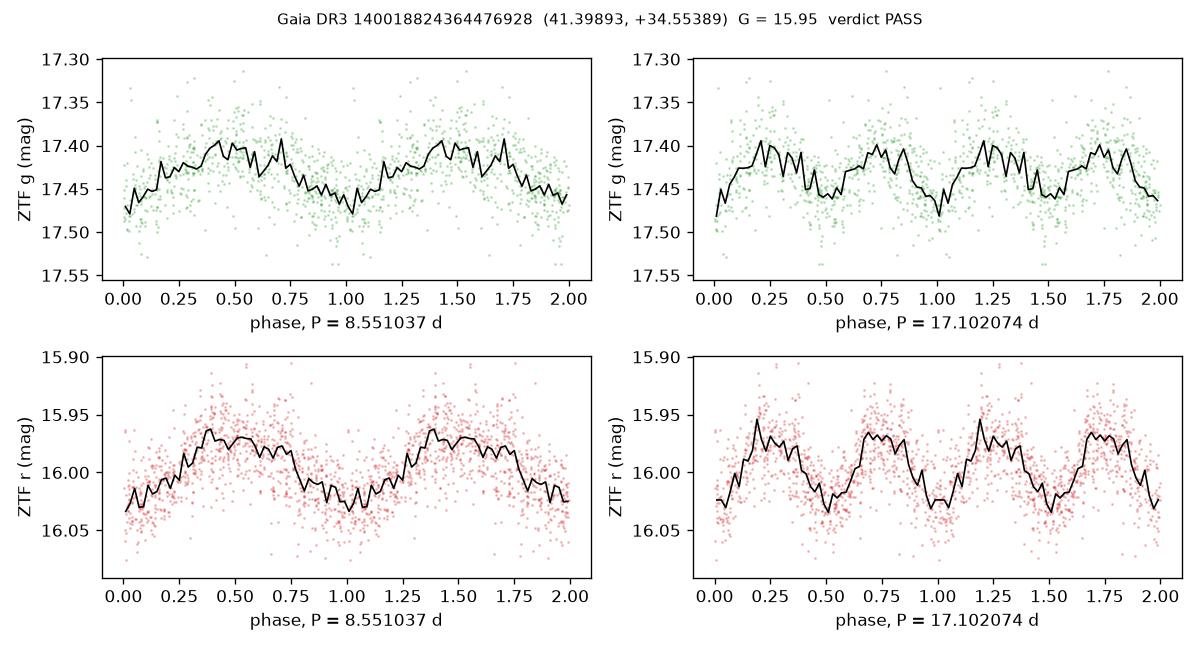 Gaia DR3 140018824364476928  (41.39893, +34.55389)  G = 15.95  verdict PASS
ZTF g (mag)
17.30
17.35
17.40
17.45
17.50
17.55
0.00 0.25 0.50 0.75 1.00 1.25 1.50 1.75 2.00
phase, P = 8.551037 d
ZTF g (mag)
17.30
17.35
17.40
17.45
17.50
17.55
0.00 0.25 0.50 0.75 1.00 1.25 1.50 1.75 2.00
phase, P = 17.102074 d
ZTF r (mag)
15.90
15.95
16.00
16.05
0.00 0.25 0.50 0.75 1.00 1.25 1.50 1.75 2.00
phase, P = 8.551037 d
ZTF r (mag)
15.90
15.95
16.00
16.05
0.00 0.25 0.50 0.75 1.00 1.25 1.50 1.75 2.00
phase, P = 17.102074 d